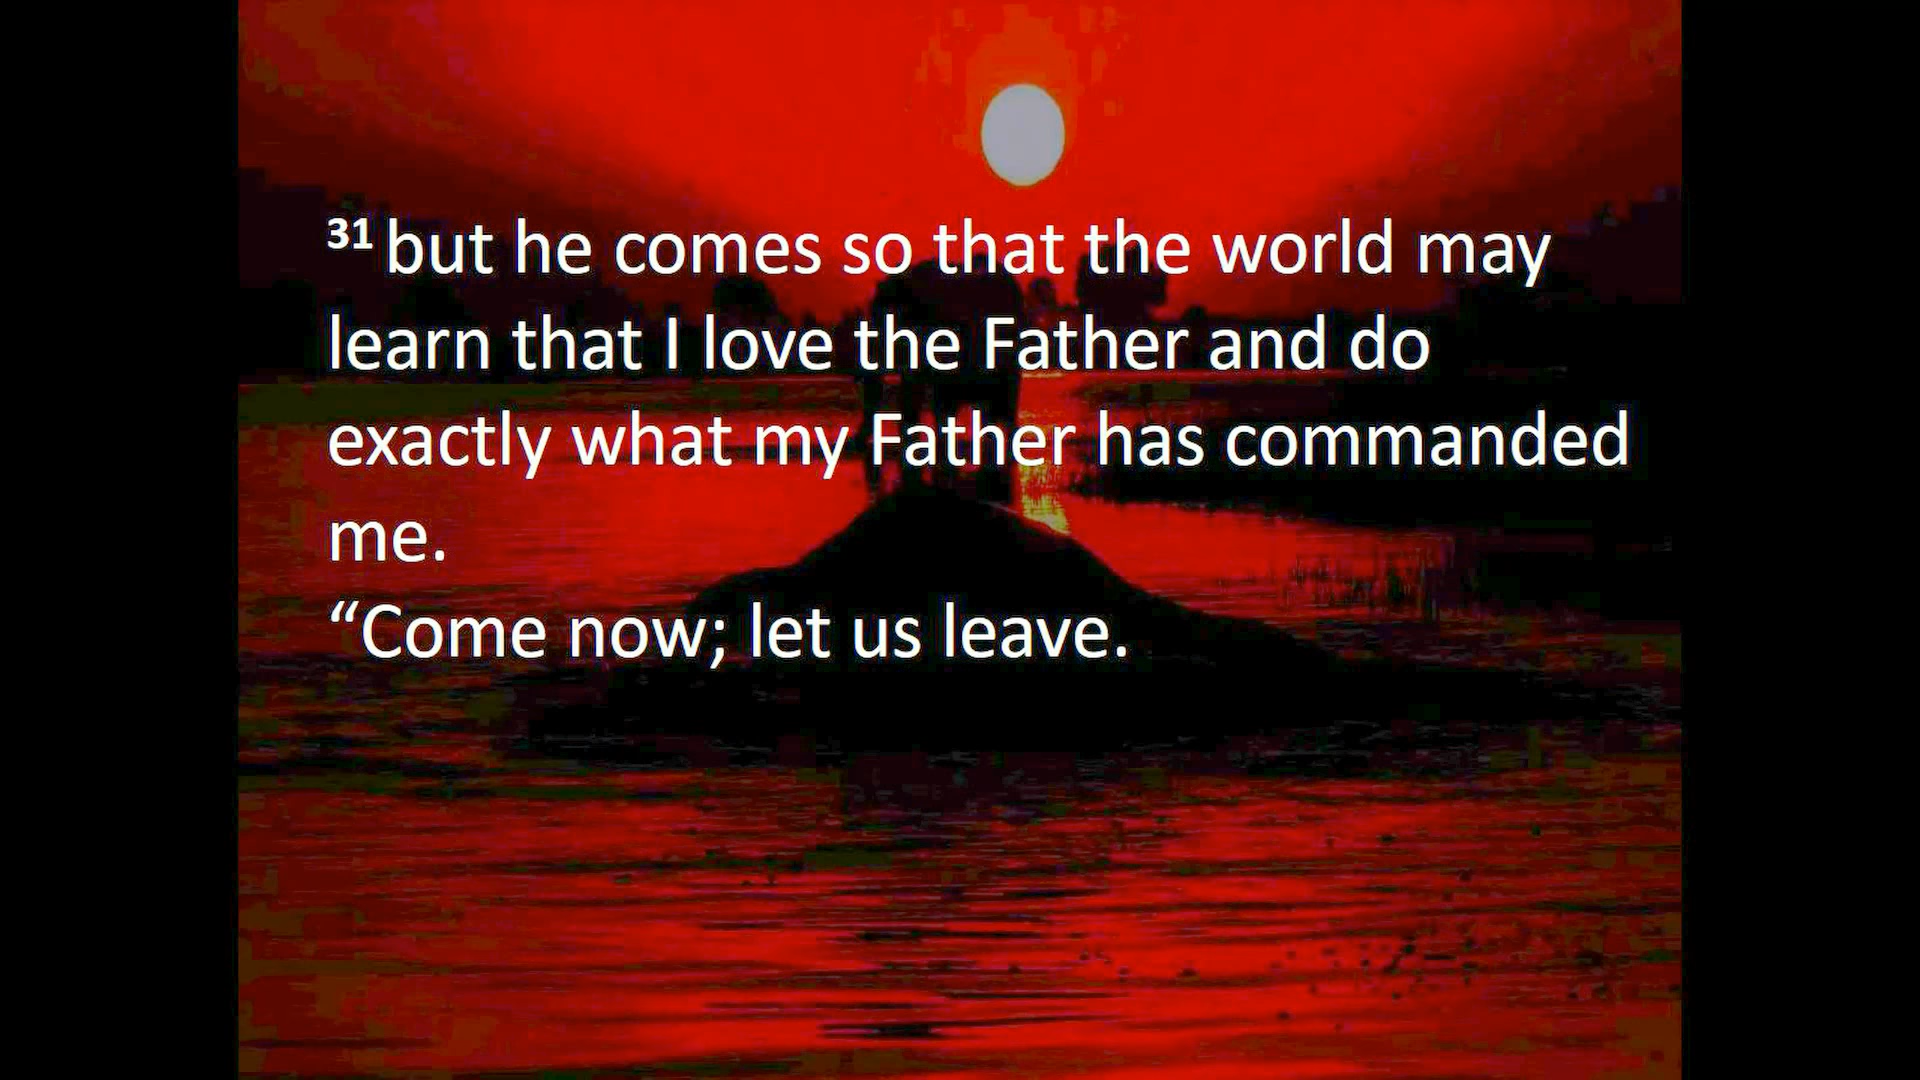 31 but he comes so that the world may
learn that I love the Father and do
exactly what my Father has commanded
me.
“Come now; let us leave.